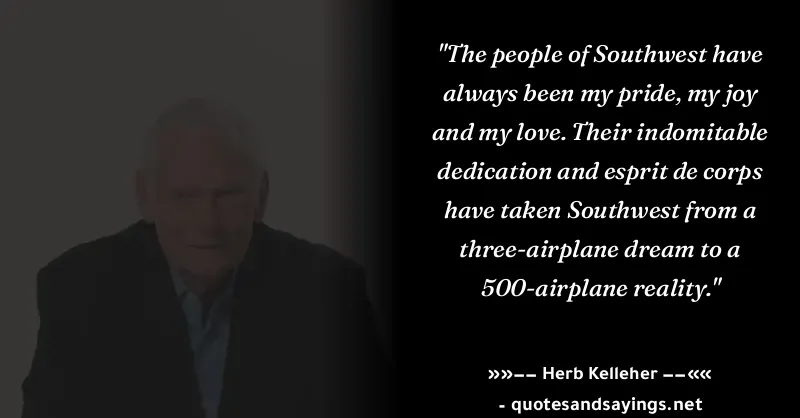 "The people of Southwest have
always been my pride, my joy
and my love. Their indomitable
dedication and esprit de corps
have taken Southwest from a
three-airplane dream to a
500-airplane reality."
»»−− Herb Kelleher −−««
- quotesandsayings.net